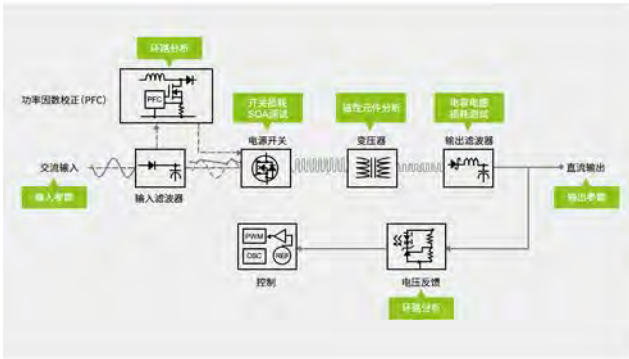 环路分析
功率因数校正(PFC)
PFC
开关损耗
SOA测试
磁性元件分析
电容电感
损耗测试
电源开关
变压器
输出滤波器
交流输入
直流输出
输入参数
输入滤波器
输出参数
PWM
OSC
REF
控制
电压反馈
环路分析